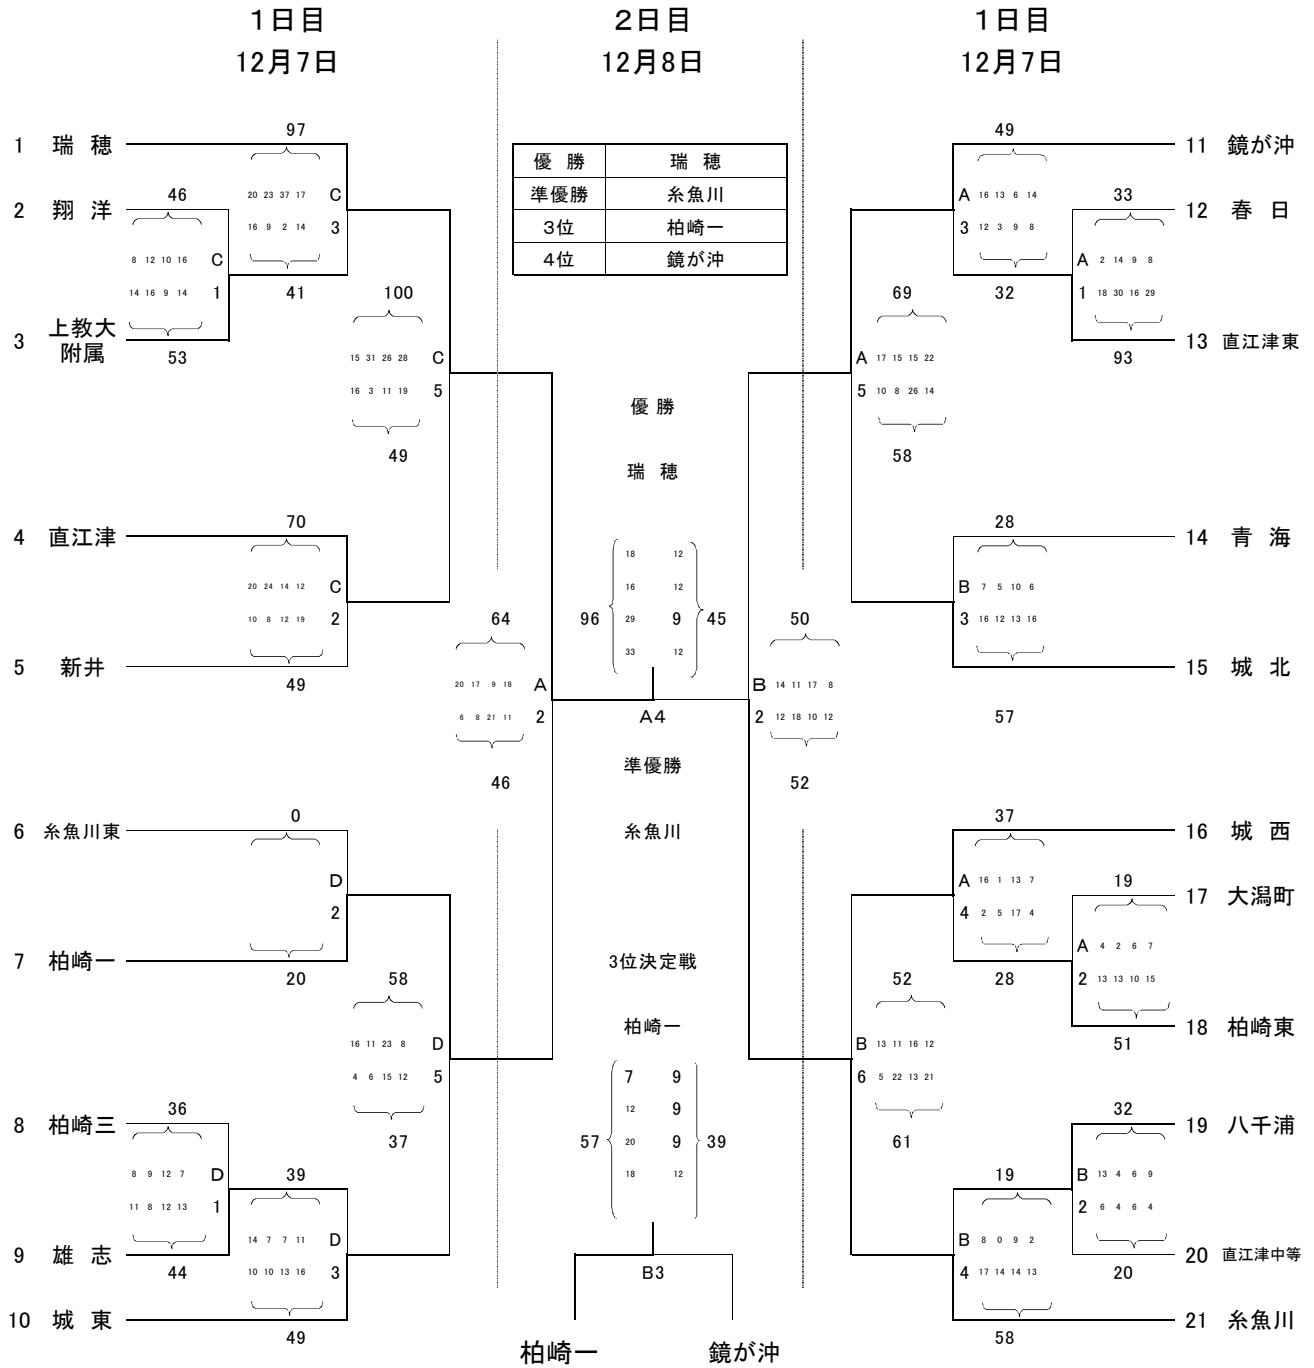 １日目 ２日目 １日目
12月7日 12月8日 12月7日
97 49
1 瑞 穂 11 鏡が沖
優 勝 瑞 穂
準優勝 糸魚川
3位 柏崎一
4位 鏡が沖
46 20 23 37 17 C A 16 13 6 14 33
2 翔 洋 12 春 日
16 9 2 14 3 3 12 3 9 8
8 12 10 16 C A 2 14 9 8
14 16 9 14 1 41 100 69 32 1 18 30 16 29
3 上教大
附属 13 直江津東
53 15 31 26 28 C A 17 15 15 22 93
16 3 11 19 5 5 10 8 26 14
優 勝
49 58
瑞 穂
70 28
4 直江津 14 青 海
18 12
20 24 14 12 C 16 12 B 7 5 10 6
10 8 12 19 2 64 96 29 9 45 50 3 16 12 13 16
33 12
5 新井 15 城 北
49 20 17 9 18 A B 14 11 17 8
6 8 21 11 2 A4 2 12 18 10 12 57
準優勝
46 52
0 37
6 糸魚川東 糸魚川 16 城 西
D A 16 1 13 7 19
17 大潟町
2 4 2 5 17 4
A 4 2 6 7
7 柏崎一 3位決定戦
20 58 52 28 2 13 13 10 15
柏崎一 18 柏崎東
16 11 23 8 D B 13 11 16 12 51
4 6 15 12 5 7 9 6 5 22 13 21
36 12 9 32
8 柏崎三 19 八千浦
37 57 20 9 39 61
8 9 12 7 D 39 18 12 19 B 13 4 6 9
11 8 12 13 1 2 6 4 6 4
14 7 7 11 D B 8 0 9 2
9 雄 志 20 直江津中等
44 10 10 13 16 3 B3 4 17 14 14 13 20
10 城 東 21 糸魚川
49 58
柏崎一 鏡が沖